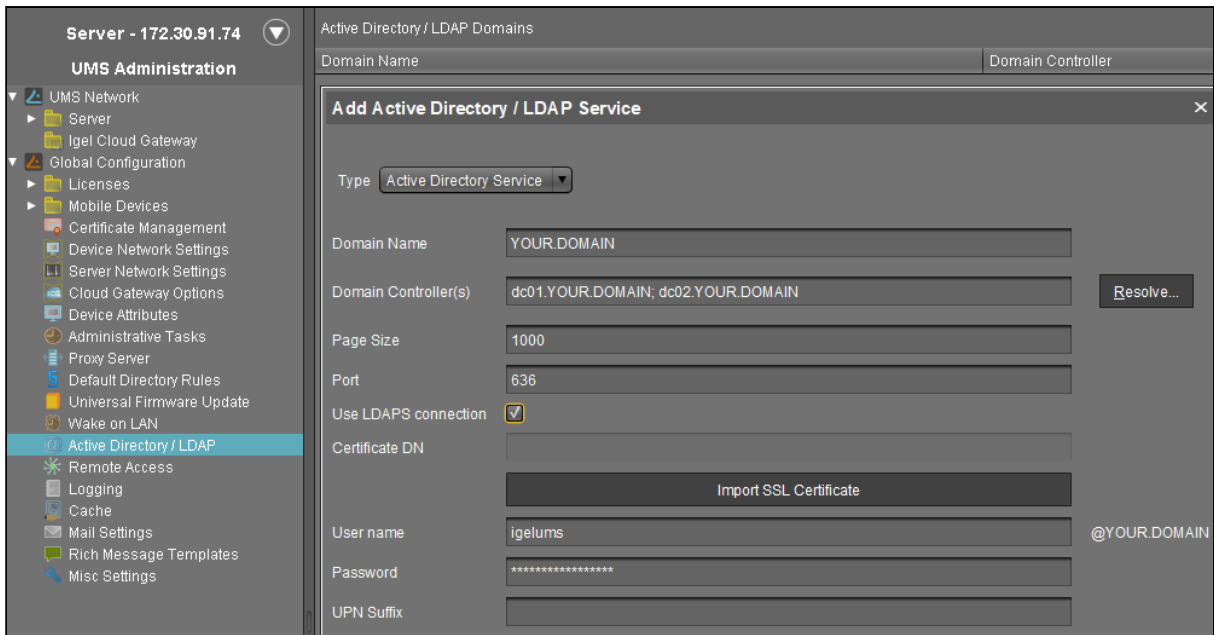 Server - 172.30.91.74
UMS Administration
UMS Network
Server
Igel Cloud Gateway
Global Configuration
Licenses
Mobile Devices
Certificate Management
Device Network Settings
Server Network Settings
Cloud Gateway Options
Device Attributes
Administrative Tasks
Proxy Server
Default Directory Rules
Universal Firmware Update
Wake on LAN
Active Directory / LDAP
Remote Access
Logging
Cache
Mail Settings
Rich Message Templates
Misc Settings
Active Directory / LDAP Domains
Domain Name Domain Controller
Add Active Directory / LDAP Service
Type Active Directory Service
Domain Name YOUR.DOMAIN
Domain Controller(s) dc01.YOUR.DOMAIN; dc02.YOUR.DOMAIN Resolve...
Page Size 1000
Port 636
Use LDAPS connection
Certificate DN
Import SSL Certificate
User name igelums @YOUR.DOMAIN
Password *****************
UPN Suffix